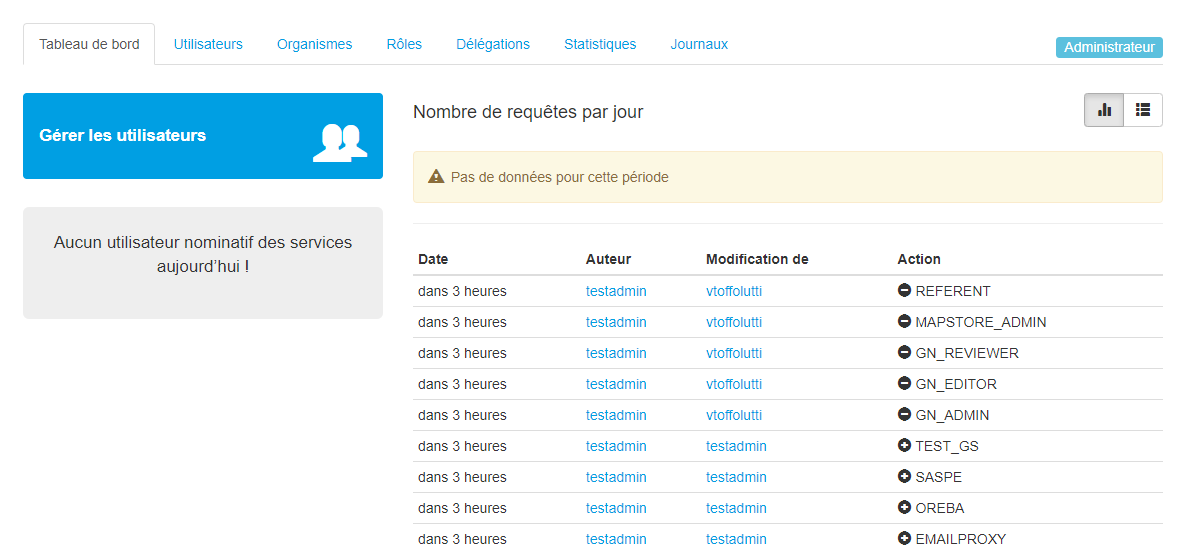 Tableau de bord Utilisateurs Organismes Rôles Délégations Statistiques Journaux Administrateur
Gérer les utilisateurs
Aucun utilisateur nominatif des services
aujourd'hui !
Nombre de requêtes par jour
Pas de données pour cette période
Date Auteur Modification de Action
dans 3 heures testadmin vtoffolutti REFERENT
dans 3 heures testadmin vtoffolutti MAPSTORE_ADMIN
dans 3 heures testadmin vtoffolutti GN_REVIEWER
dans 3 heures testadmin vtoffolutti GN_EDITOR
dans 3 heures testadmin vtoffolutti GN_ADMIN
dans 3 heures testadmin testadmin TEST_GS
dans 3 heures testadmin testadmin SASPE
dans 3 heures testadmin testadmin OREBA
dans 3 heures testadmin testadmin EMAILPROXY